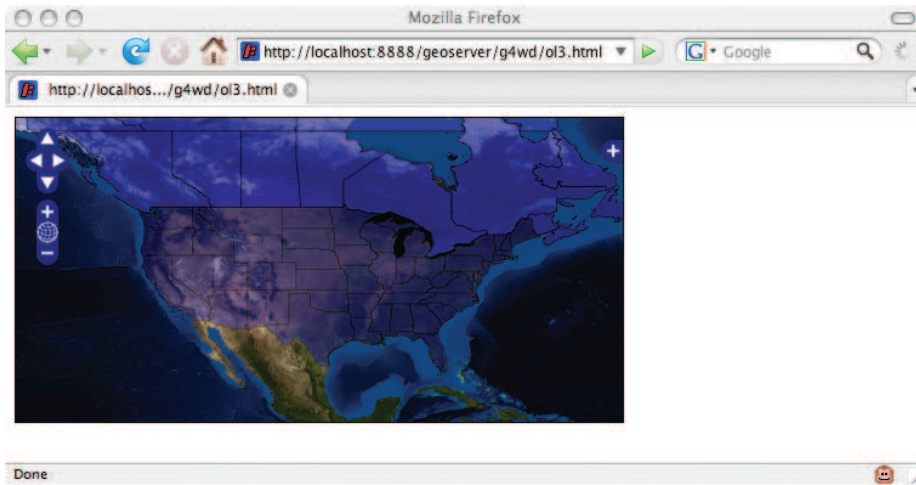 Mozilla Firefox
http://localhost:8888/geoserver/g4wd/ol3.html
G Google
http://localhos.../g4wd/ol3.html
Done